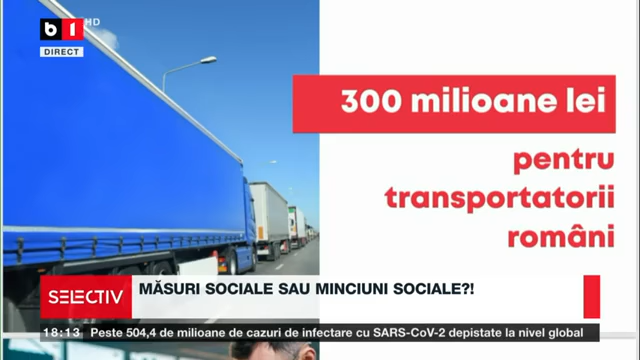 b1 HD
DIRECT
300 milioane lei
pentru
transportatorii
români
SELECTIV
MĂSURI SOCIALE SAU MINCIUNI SOCIALE?!
18:13 Peste 504,4 de milioane de cazuri de infectare cu SARS-CoV-2 depistate la nivel global